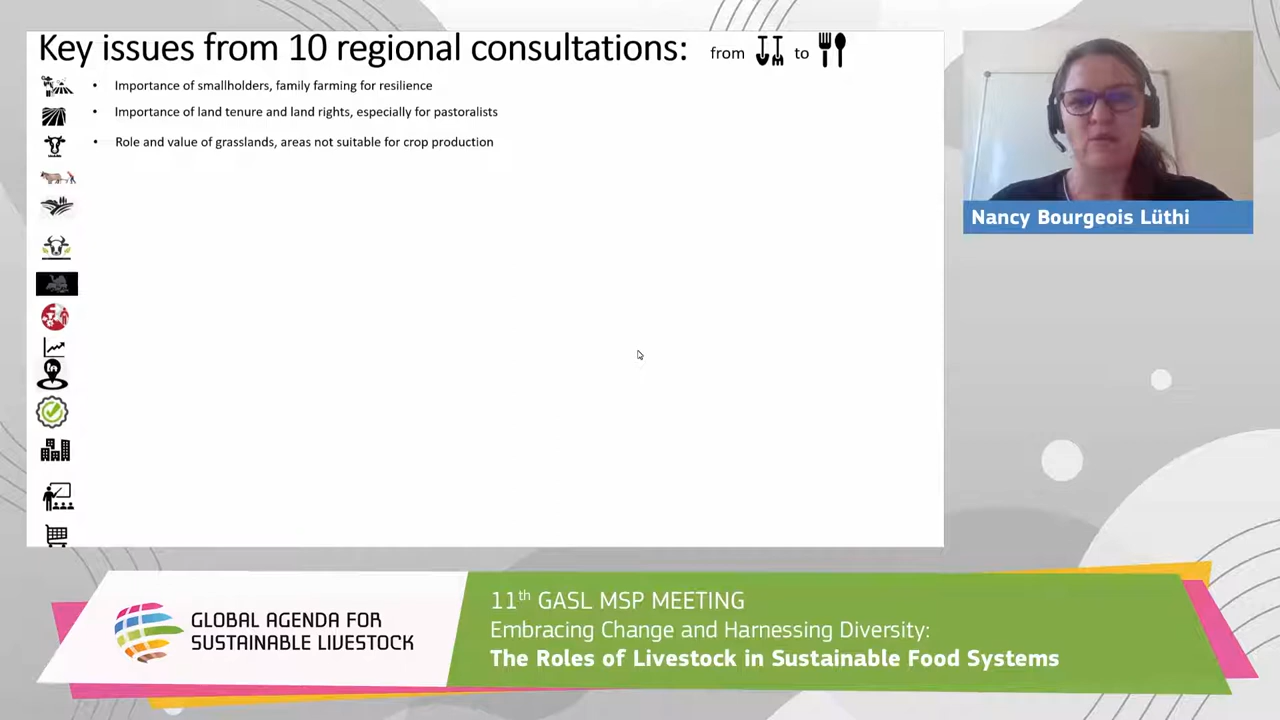 Key issues from 10 regional consultations: from to
• Importance of smallholders, family farming for resilience
• Importance of land tenure and land rights, especially for pastoralists
• Role and value of grasslands, areas not suitable for crop production
Nancy Bourgeois Lüthi
GLOBAL AGENDA FOR
SUSTAINABLE LIVESTOCK
11th GASL MSP MEETING
Embracing Change and Harnessing Diversity:
The Roles of Livestock in Sustainable Food Systems